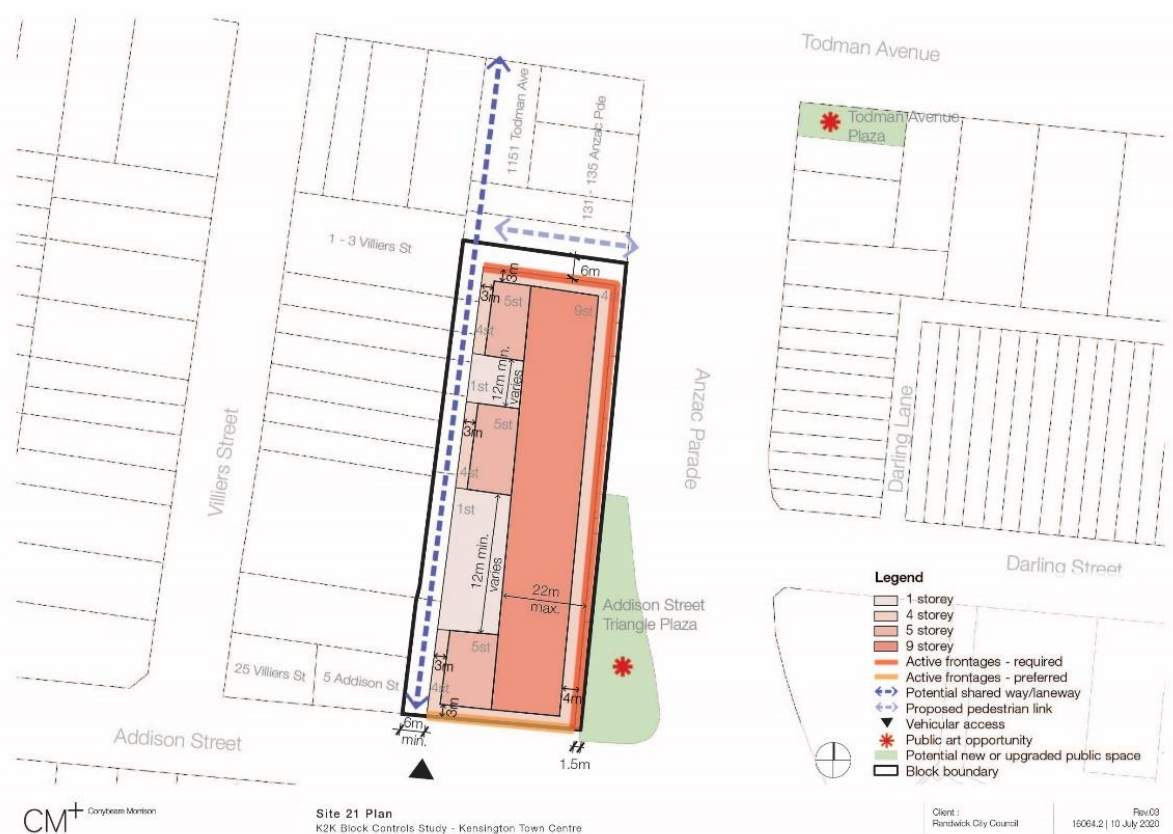 Todman Avenue
Todman Avenue
Plaza
1151 Todman Ave
131 - 135 Anzac Pde
1 - 3 Villiers St
6m
3m
3m
5st
9st
4
4st
12m min.
varies
1st
3m
5st
4st
1st
12m min.
varies
22m
max.
5st
3m
4st
3m
4m
6m
min.
1.5m
Villiers Street
Anzac Parade
Darling Lane
Darling Street
Addison Street
Triangle Plaza
25 Villiers St
5 Addison St
Addison Street
Legend
1 storey
4 storey
5 storey
9 storey
Active frontages - required
Active frontages - preferred
Potential shared way/laneway
Proposed pedestrian link
Vehicular access
Public art opportunity
Potential new or upgraded public space
Block boundary
CM+ Conybeare Morrison
Site 21 Plan
K2K Block Controls Study - Kensington Town Centre
Client :
Randwick City Council
Rev:03
16064.2 | 10 July 2020